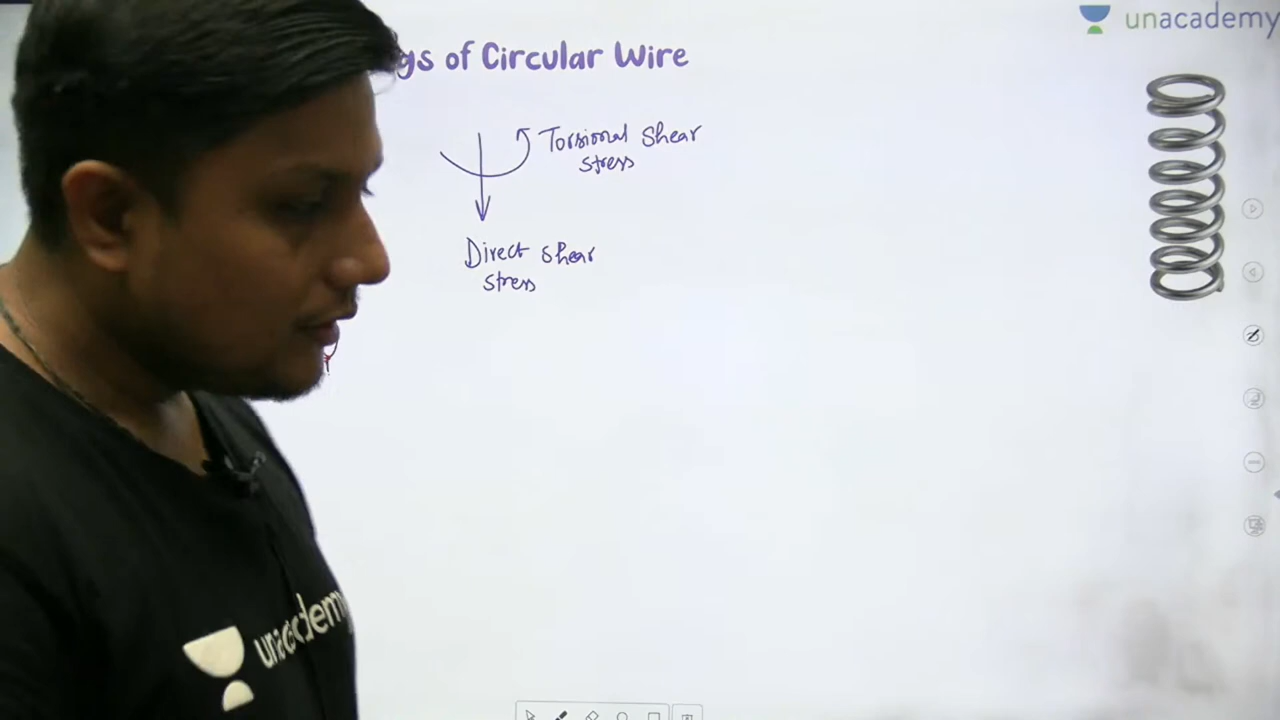 unacademy
gs of Circular Wire
Torsional Shear
stress
Direct shear
stress
unacademy